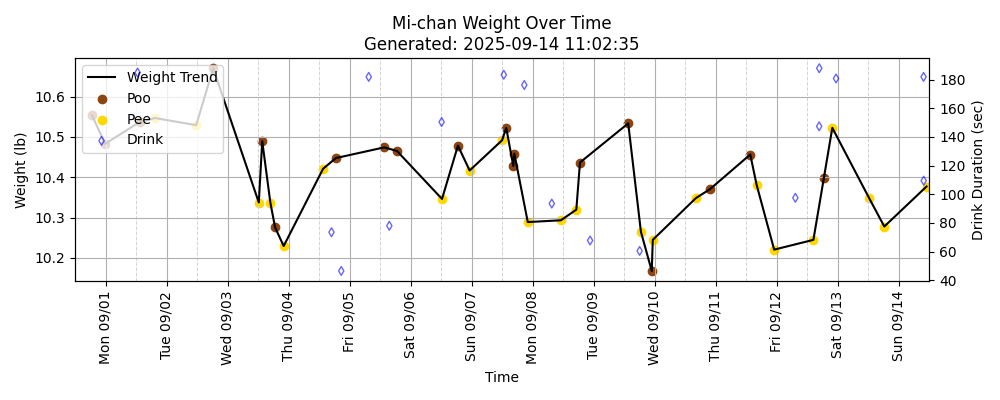 Mi-chan Weight Over Time
Generated: 2025-09-14 11:02:35
Weight Trend
Poo
Pee
Drink
Weight (lb)
10.6
10.5
10.4
10.3
10.2
180
160
140
120
100
80
60
40
Drink Duration (sec)
Mon 09/01
Tue 09/02
Wed 09/03
Thu 09/04
Fri 09/05
Sat 09/06
Sun 09/07
Mon 09/08
Tue 09/09
Wed 09/10
Thu 09/11
Fri 09/12
Sat 09/13
Sun 09/14
Time